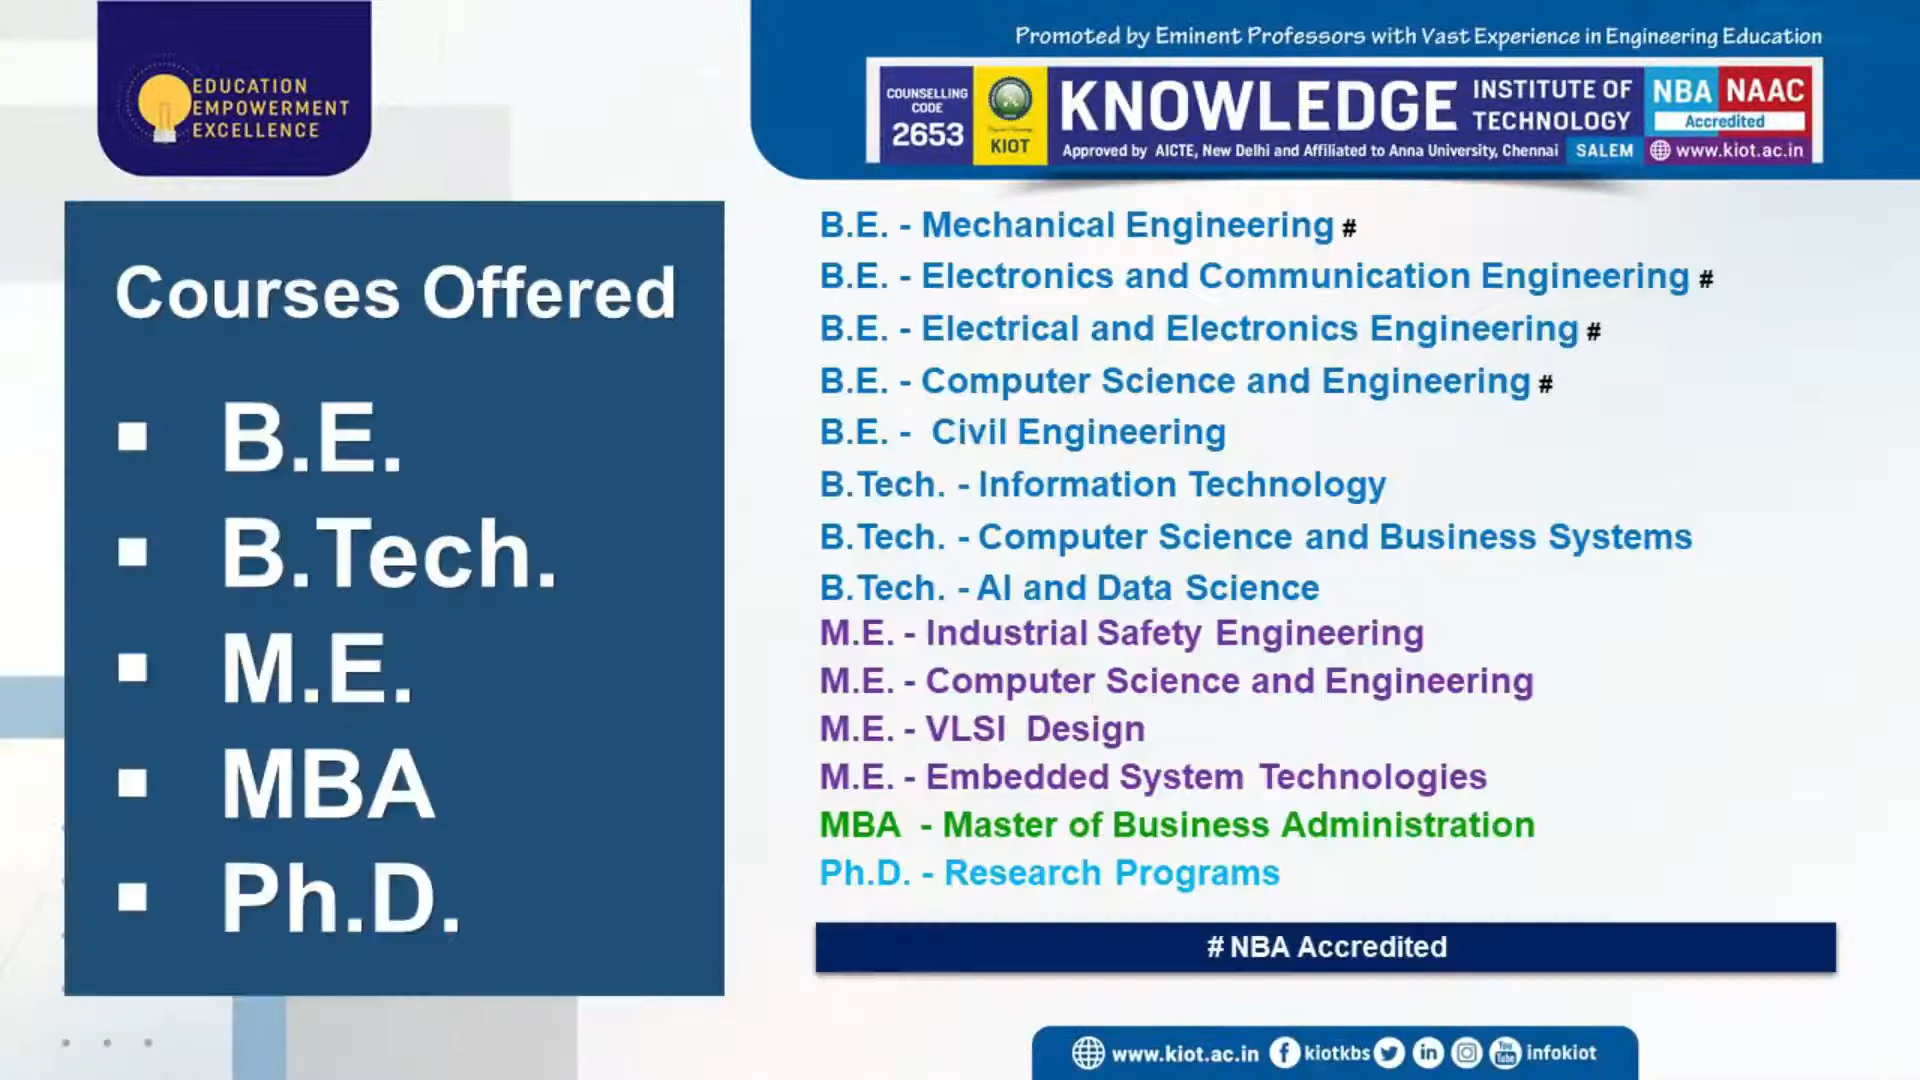 EDUCATION
EMPOWERMENT
EXCELLENCE
Promoted by Eminent Professors with Vast Experience in Engineering Education
COUNSELLING
CODE
2653
KIOT
KNOWLEDGE
INSTITUTE OF
TECHNOLOGY
Approved by AICTE, New Delhi and Affiliated to Anna University, Chennai
SALEM
NBA NAAC
Accredited
www.kiot.ac.in
Courses Offered
▪ B.E.
▪ B.Tech.
▪ M.E.
▪ MBA
▪ Ph.D.
B.E. - Mechanical Engineering #
B.E. - Electronics and Communication Engineering #
B.E. - Electrical and Electronics Engineering #
B.E. - Computer Science and Engineering #
B.E. - Civil Engineering
B.Tech. - Information Technology
B.Tech. - Computer Science and Business Systems
B.Tech. - AI and Data Science
M.E. - Industrial Safety Engineering
M.E. - Computer Science and Engineering
M.E. - VLSI Design
M.E. - Embedded System Technologies
MBA - Master of Business Administration
Ph.D. - Research Programs
# NBA Accredited
www.kiot.ac.in kiotkbs infokiot